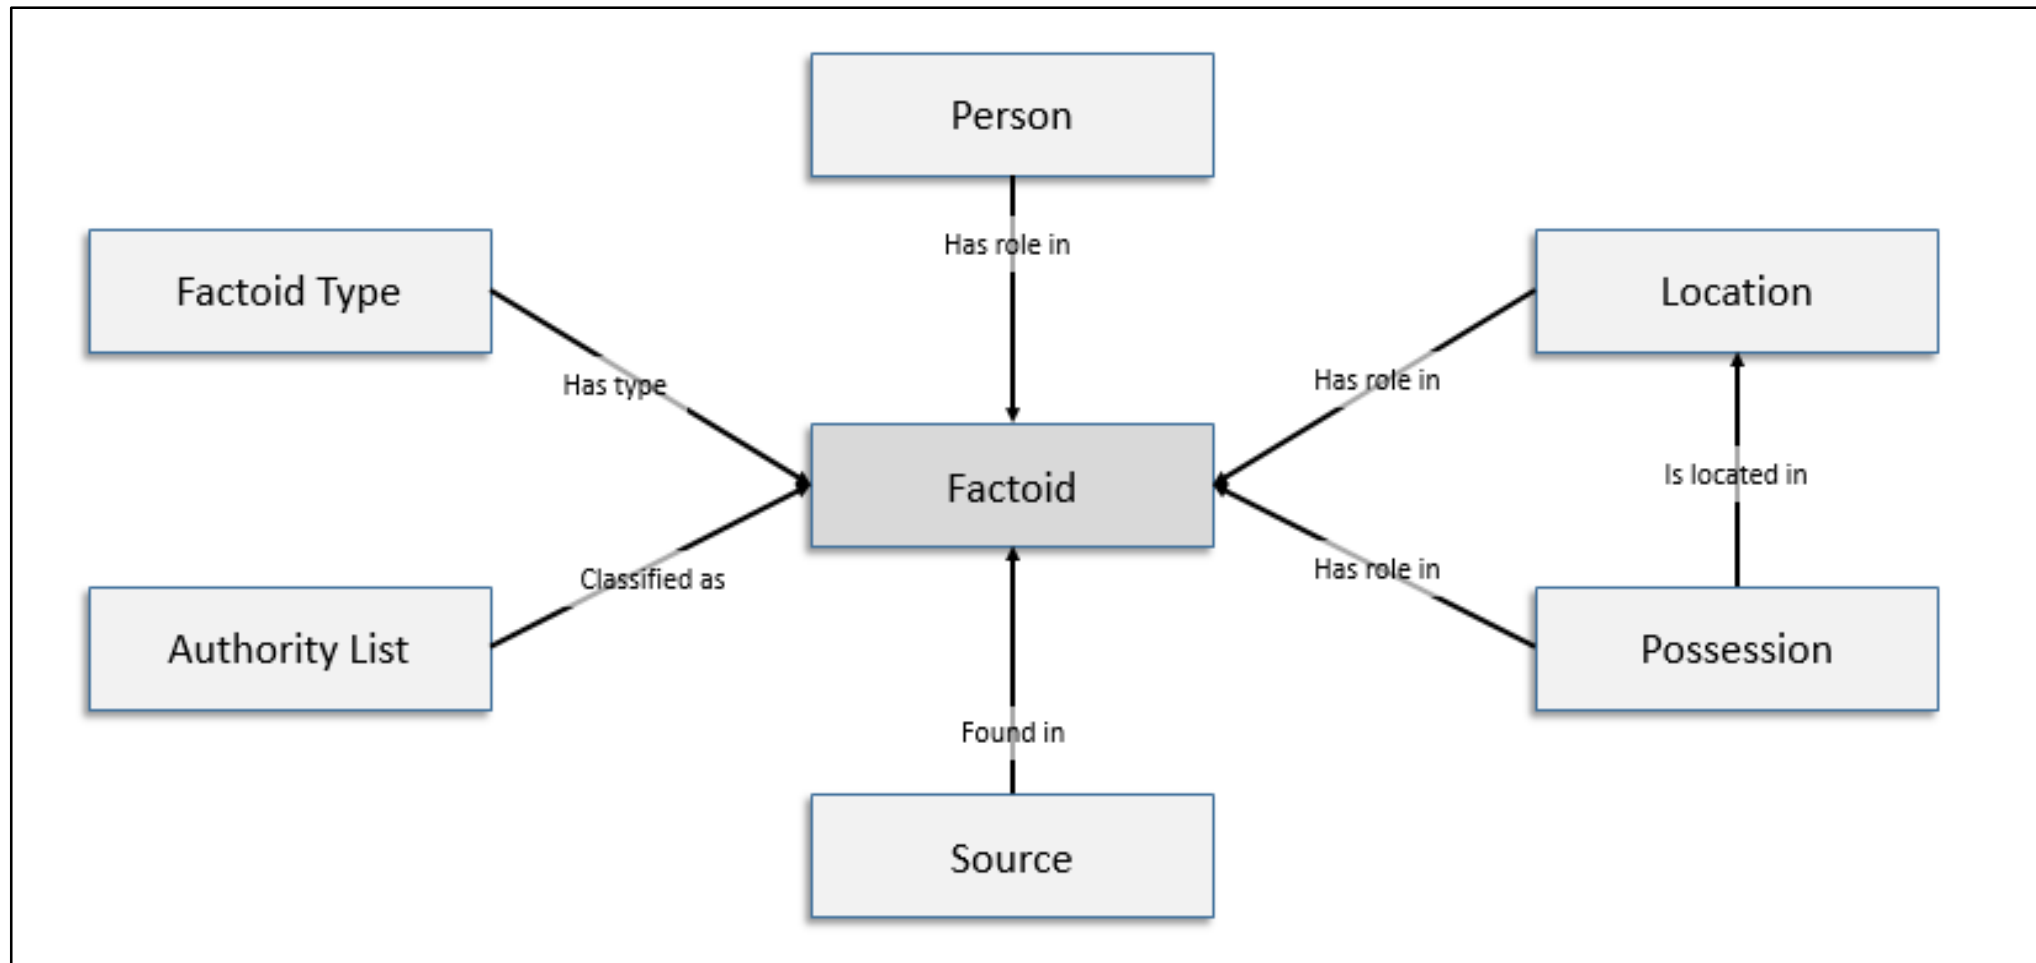 Person
Has role in
Factoid Type
Location
Has type
Has role in
Factoid
Is located in
Classified as
Has role in
Authority List
Possession
Found in
Source